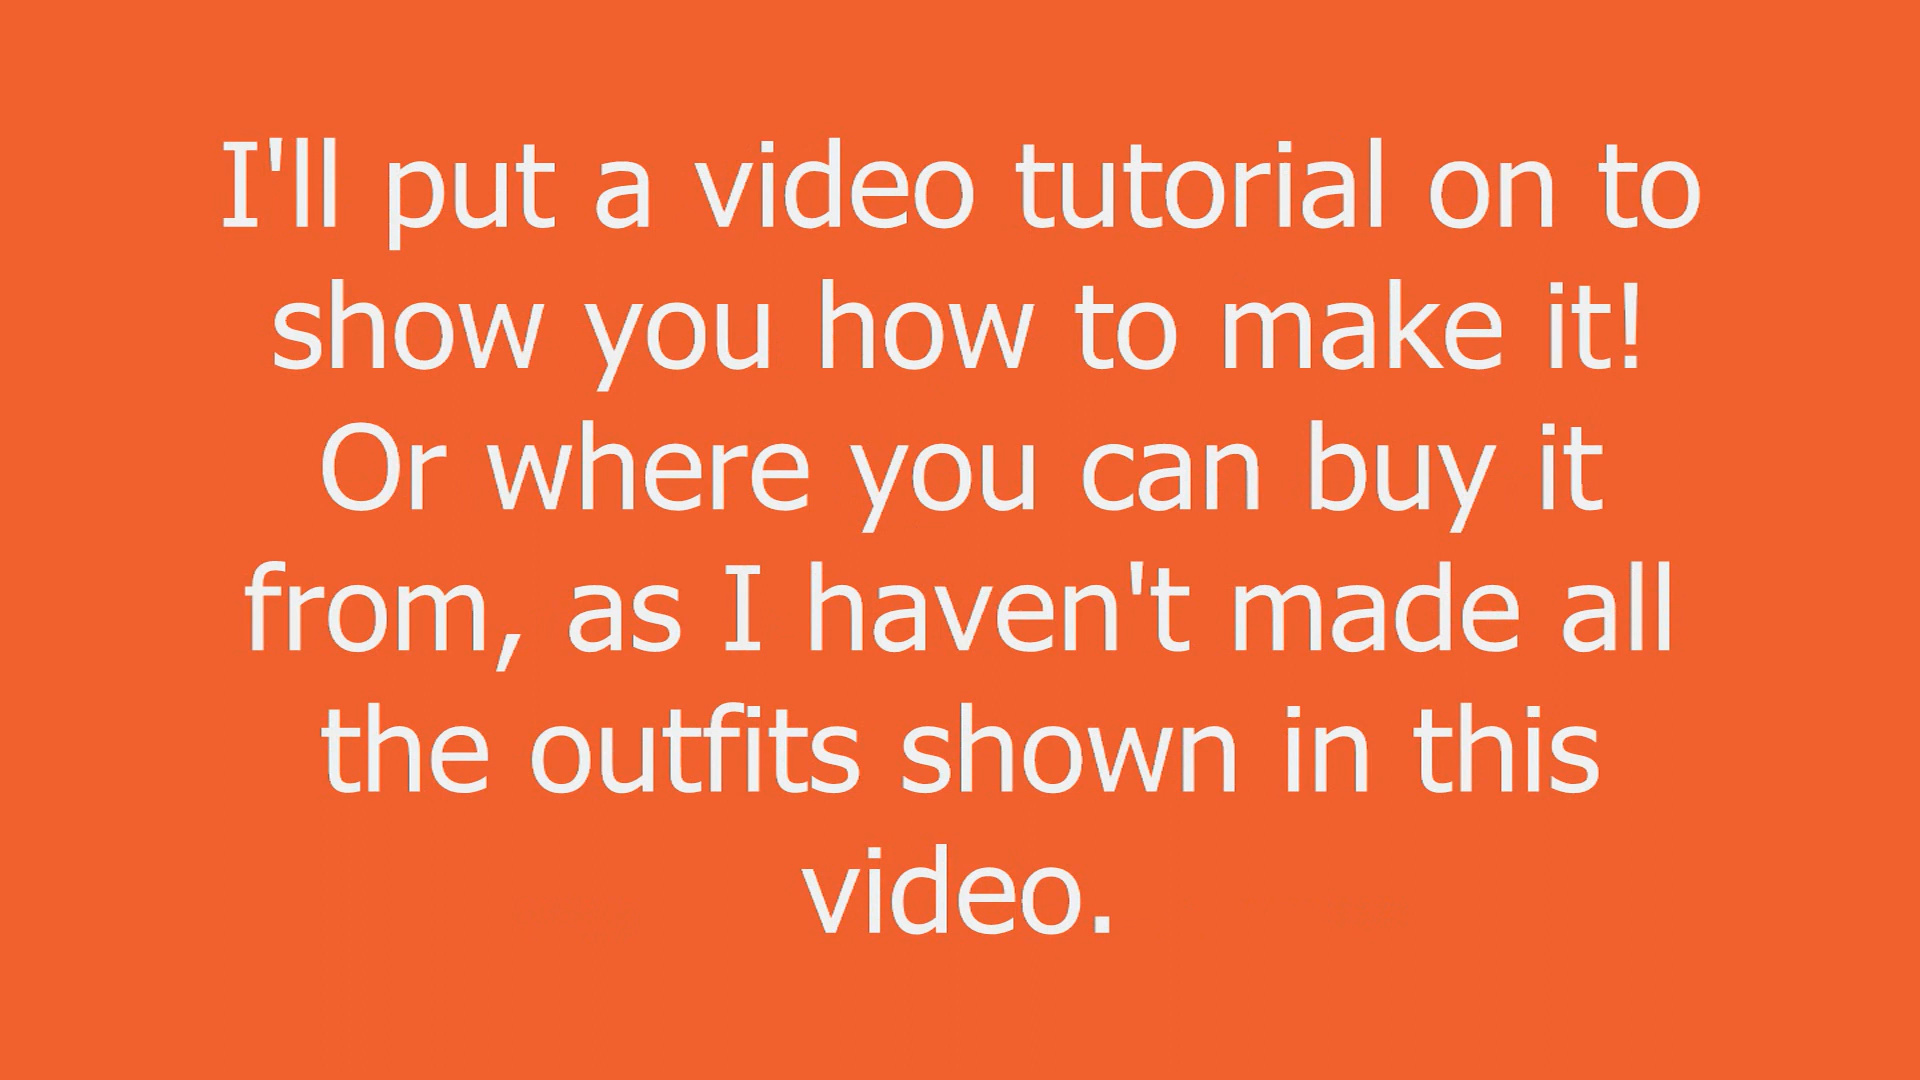 I'll put a video tutorial on to
show you how to make it!
Or where you can buy it
from, as I haven't made all
the outfits shown in this
video.